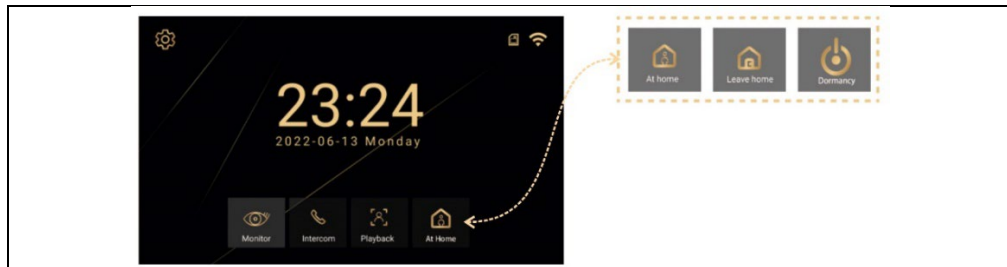 23:24
2022-06-13 Monday
Monitor
Intercom
Playback
At Home
At home
Leave home
Dormancy